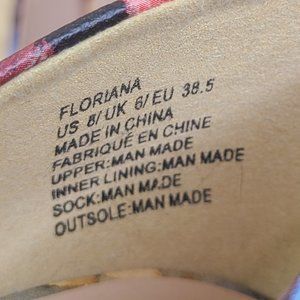 FLORIANA
US 8/UK 6/EU 38.5
MADE IN CHINA
FABRIQUÉ EN CHINE
UPPER:MAN MADE
INNER LINING:MAN MADE
SOCK:MAN MADE
OUTSOLE:MAN MADE